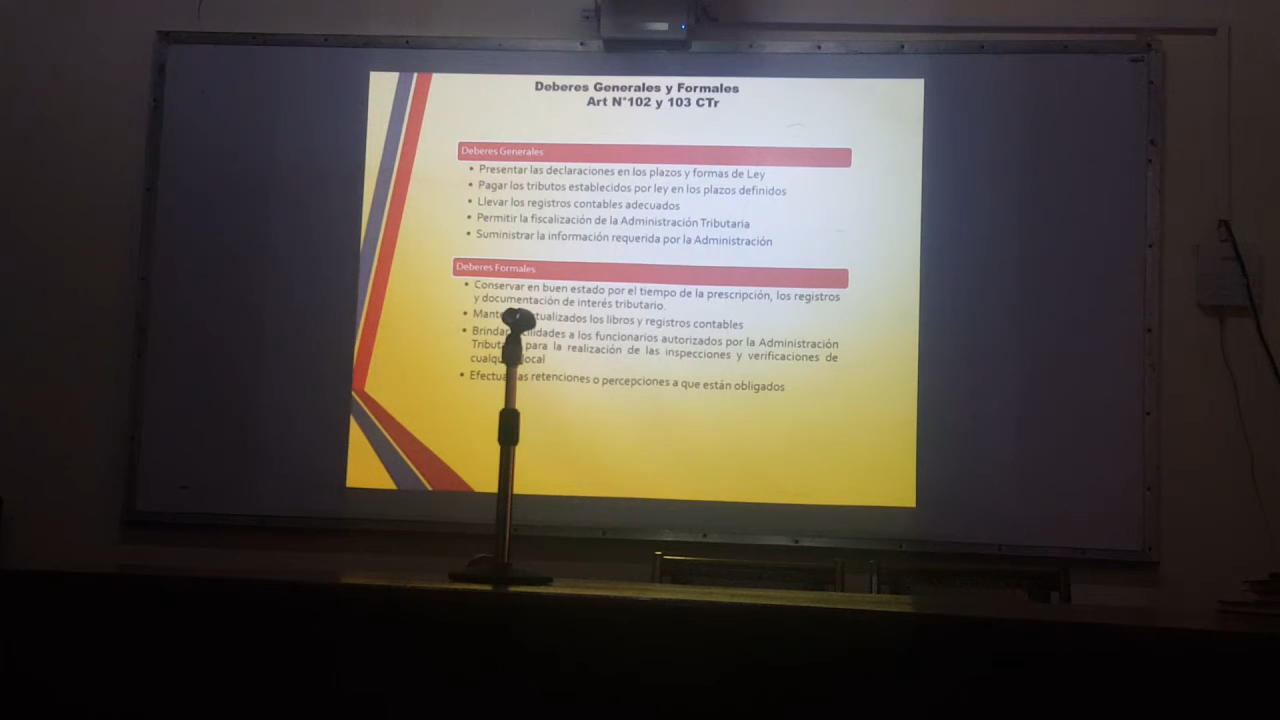 Deberes Generales y Formales
Art N°102 y 103 CTr
Deberes Generales
• Presentar las declaraciones en los plazos y formas de Ley
• Pagar los tributos establecidos por ley en los plazos definidos
• Llevar los registros contables adecuados
• Permitir la fiscalización de la Administración Tributaria
• Suministrar la información requerida por la Administración
Deberes Formales
• Conservar en buen estado por el tiempo de la prescripción, los registros
y documentación de interés tributario.
• los libros y registros contables
• Brindar a los funcionarios autorizados por la Administración
para la realización de las inspecciones y verificaciones de
local
• retenciones o percepciones a que están obligados